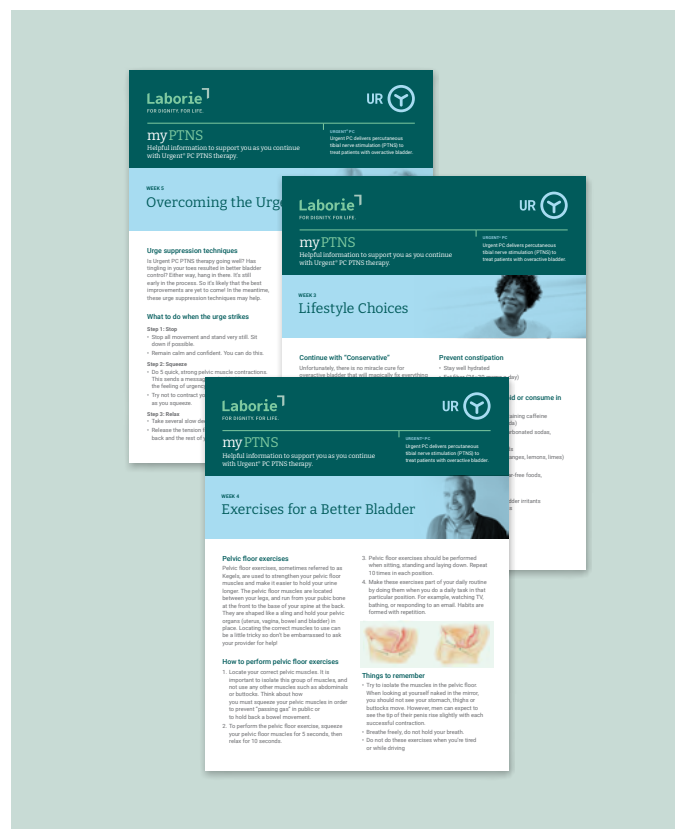 Laborie
FOR DIGNITY. FOR LIFE.
UR
myPTNS
Helpful information to support you as you continue
with Urgent® PC PTNS therapy.
URGENT® PC
Urgent PC delivers percutaneous
tibial nerve stimulation (PTNS) to
treat patients with overactive bladder.
WEEK 5
Overcoming the Urg
Urge suppression techniques
Is Urgent PC PTNS therapy going well? Has
tingling in your toes resulted in better bladder
control? Either way, hang in there. It's still
early in the process. So it's likely that the best
improvements are yet to come! In the meantime,
these urge suppression techniques may help.
What to do when the urge strikes
Step 1: Stop
• Stop all movement and stand very still. Sit
down if possible.
• Remain calm and confident. You can do this.
Step 2: Squeeze
• Do 5 quick, strong pelvic muscle contractions.
This sends a messag
the feeling of urgency
• Try not to contract yo
as you squeeze.
Step 3: Relax
• Take several slow de
• Release the tension
back and the rest of y
Laborie
FOR DIGNITY. FOR LIFE.
UR
myPTNS
Helpful information to support you as you continue
with Urgent® PC PTNS therapy.
URGENT® PC
Urgent PC delivers percutaneous
tibial nerve stimulation (PTNS) to
treat patients with overactive bladder.
WEEK 3
Lifestyle Choices
Continue with "Conservative"
Unfortunately, there is no miracle cure for
overactive bladder that will magically fix everything
Prevent constipation
• Stay well hydrated
day)
id or consume in
aining caffeine
ds)
rbonated sodas,
ds
anges, lemons, limes)
er-free foods,
dder irritants
s
Laborie
FOR DIGNITY. FOR LIFE.
UR
myPTNS
Helpful information to support you as you continue
with Urgent® PC PTNS therapy.
URGENT® PC
Urgent PC delivers percutaneous
tibial nerve stimulation (PTNS) to
treat patients with overactive bladder.
WEEK 4
Exercises for a Better Bladder
Pelvic floor exercises
Pelvic floor exercises, sometimes referred to as
Kegels, are used to strengthen your pelvic floor
muscles and make it easier to hold your urine
longer. The pelvic floor muscles are located
between your legs, and run from your pubic bone
at the front to the base of your spine at the back.
They are shaped like a sling and hold your pelvic
organs (uterus, vagina, bowel and bladder) in
place. Locating the correct muscles to use can
be a little tricky so don't be embarrassed to ask
your provider for help!
How to perform pelvic floor exercises
1. Locate your correct pelvic muscles. It is
important to isolate this group of muscles, and
not use any other muscles such as abdominals
or buttocks. Think about how
you must squeeze your pelvic muscles in order
to prevent "passing gas" in public or
to hold back a bowel movement.
2. To perform the pelvic floor exercise, squeeze
your pelvic floor muscles for 5 seconds, then
relax for 10 seconds.
3. Pelvic floor exercises should be performed
when sitting, standing and laying down. Repeat
10 times in each position.
4. Make these exercises part of your daily routine
by doing them when you do a daily task in that
particular position. For example, watching TV,
bathing, or responding to an email. Habits are
formed with repetition.
Things to remember
• Try to isolate the muscles in the pelvic floor.
When looking at yourself naked in the mirror,
you should not see your stomach, thighs or
buttocks move. However, men can expect to
see the tip of their penis rise slightly with each
successful contraction.
• Breathe freely, do not hold your breath.
• Do not do these exercises when you're tired
or while driving